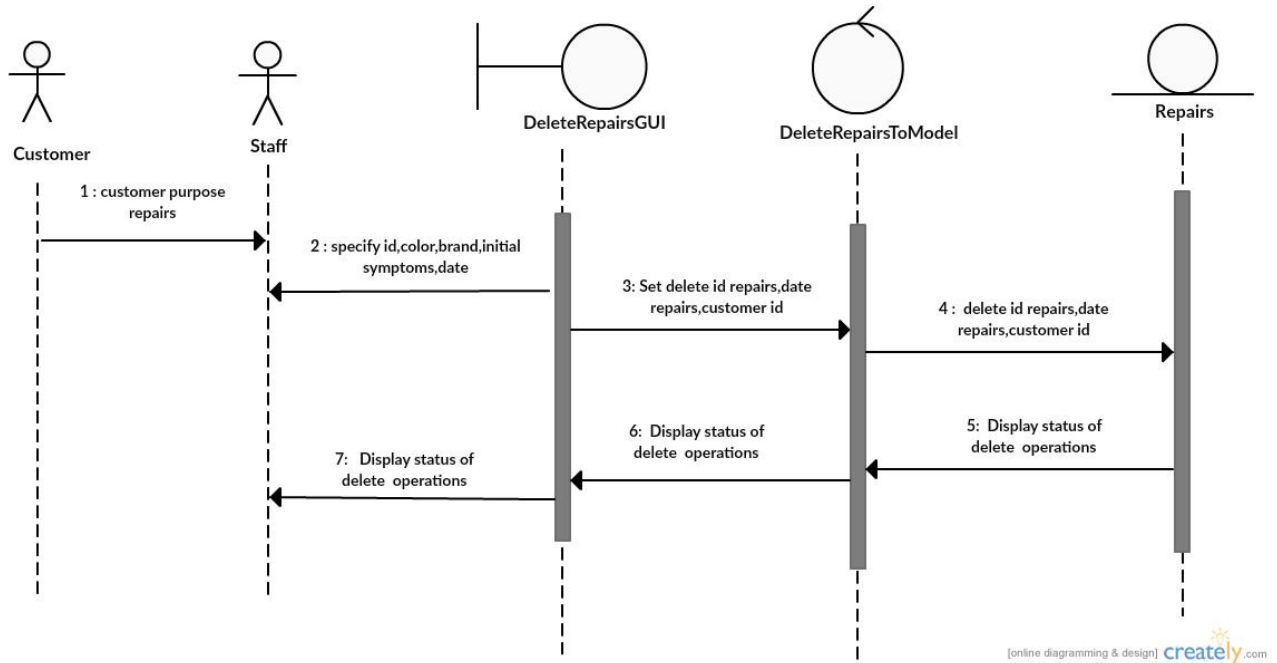 Customer
Staff
DeleteRepairsGUI
DeleteRepairsToModel
Repairs
1 : customer purpose
repairs
2 : specify id,color,brand,initial
symptoms,date
3: Set delete id repairs,date
repairs,customer id
4 : delete id repairs,date
repairs,customer id
5: Display status of
delete operations
6: Display status of
delete operations
7: Display status of
delete operations
[online diagramming & design] creately.com